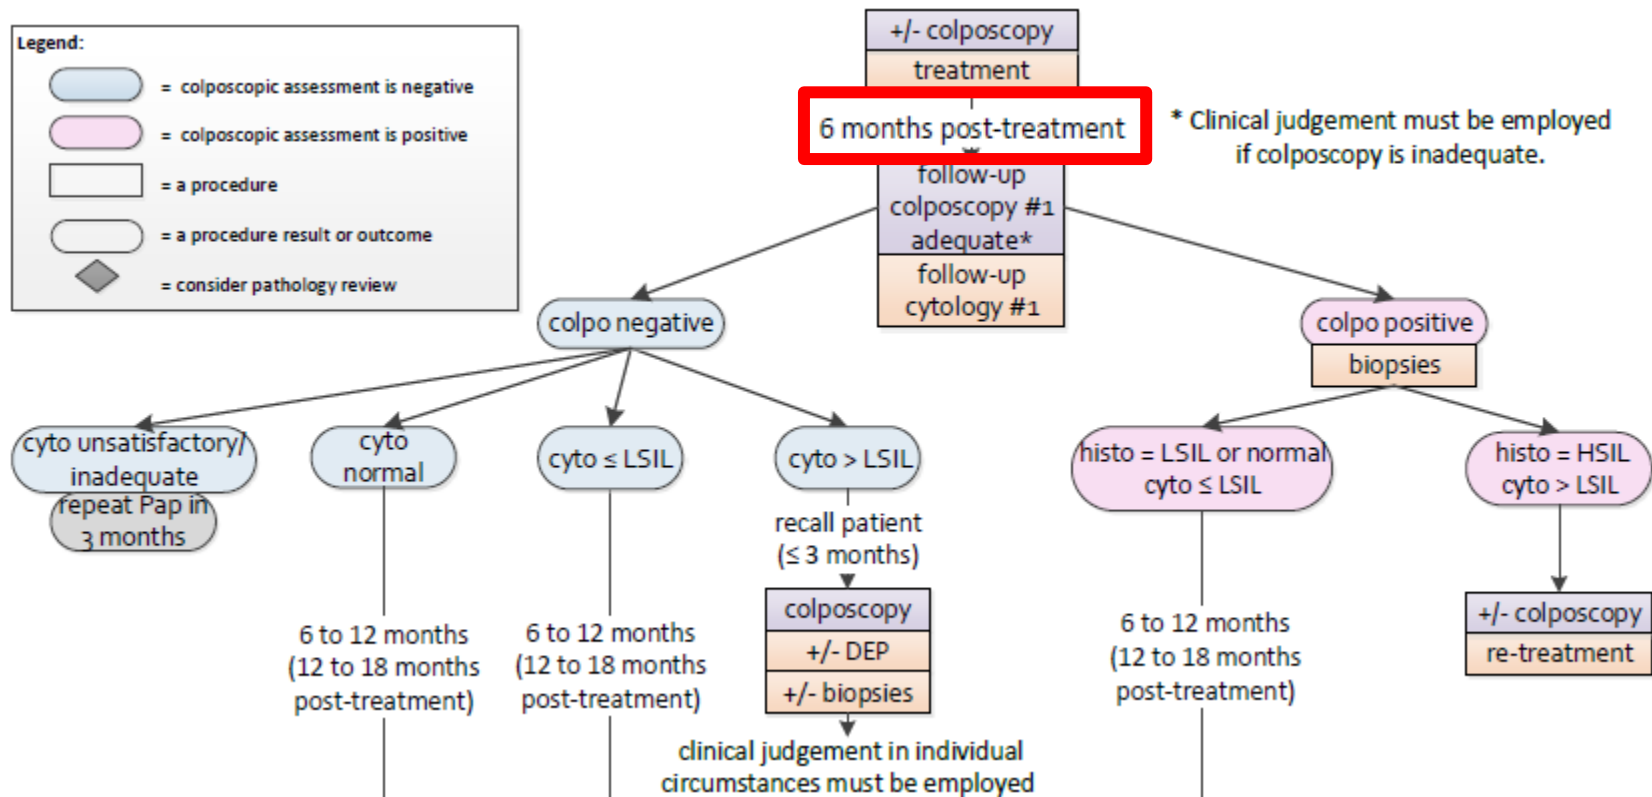 Legend:
= colposcopic assessment is negative
= colposcopic assessment is positive
= a procedure
= a procedure result or outcome
= consider pathology review
+/- colposcopy
treatment
6 months post-treatment
* Clinical judgement must be employed
if colposcopy is inadequate.
follow-up
colposcopy #1
adequate*
follow-up
cytology #1
colpo negative
colpo positive
biopsies
cyto unsatisfactory/
inadequate
repeat Pap in
3 months
cyto
normal
cyto ≤ LSIL
cyto > LSIL
histo = LSIL or normal
cyto ≤ LSIL
histo = HSIL
cyto > LSIL
recall patient
(≤ 3 months)
colposcopy
+/- DEP
+/- biopsies
+/- colposcopy
re-treatment
6 to 12 months
(12 to 18 months
post-treatment)
6 to 12 months
(12 to 18 months
post-treatment)
6 to 12 months
(12 to 18 months
post-treatment)
clinical judgement in individual
circumstances must be employed